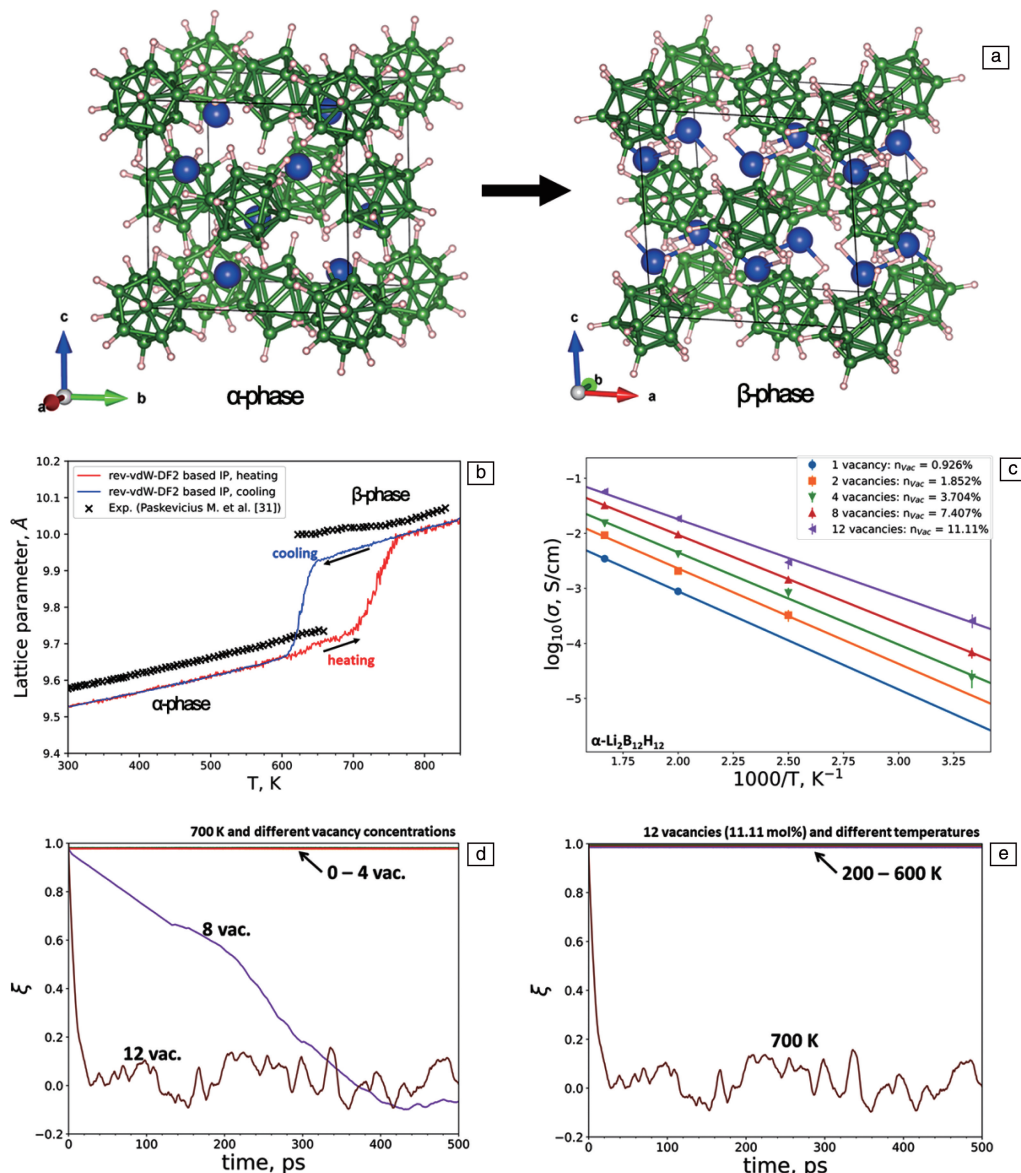 a
c
a
b
α-phase
c
b
a
β-phase
b
rev-vdW-DF2 based IP, heating
rev-vdW-DF2 based IP, cooling
Exp. (Paskevicius M. et al. [31])
β-phase
cooling
heating
α-phase
10.2
10.1
10.0
9.9
9.8
9.7
9.6
9.5
9.4
Lattice parameter, Å
300
400
500
600
700
800
T, K
c
1 vacancy: nVac = 0.926%
2 vacancies: nVac = 1.852%
4 vacancies: nVac = 3.704%
8 vacancies: nVac = 7.407%
12 vacancies: nVac = 11.11%
−1
−2
−3
−4
−5
log10(σ, S/cm)
α-Li2B12H12
1.75
2.00
2.25
2.50
2.75
3.00
3.25
1000/T, K−1
700 K and different vacancy concentrations
d
0 – 4 vac.
8 vac.
12 vac.
1.0
0.8
0.6
0.4
0.2
0.0
−0.2
ξ
0
100
200
300
400
500
time, ps
12 vacancies (11.11 mol%) and different temperatures
e
200 – 600 K
700 K
1.0
0.8
0.6
0.4
0.2
0.0
−0.2
ξ
0
100
200
300
400
500
time, ps